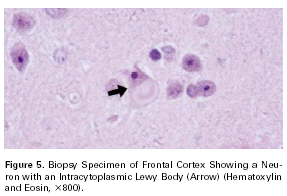 Figure 5. Biopsy Specimen of Frontal Cortex Showing a Neu-
ron with an Intracytoplasmic Lewy Body (Arrow) (Hematoxylin
and Eosin, ×800).